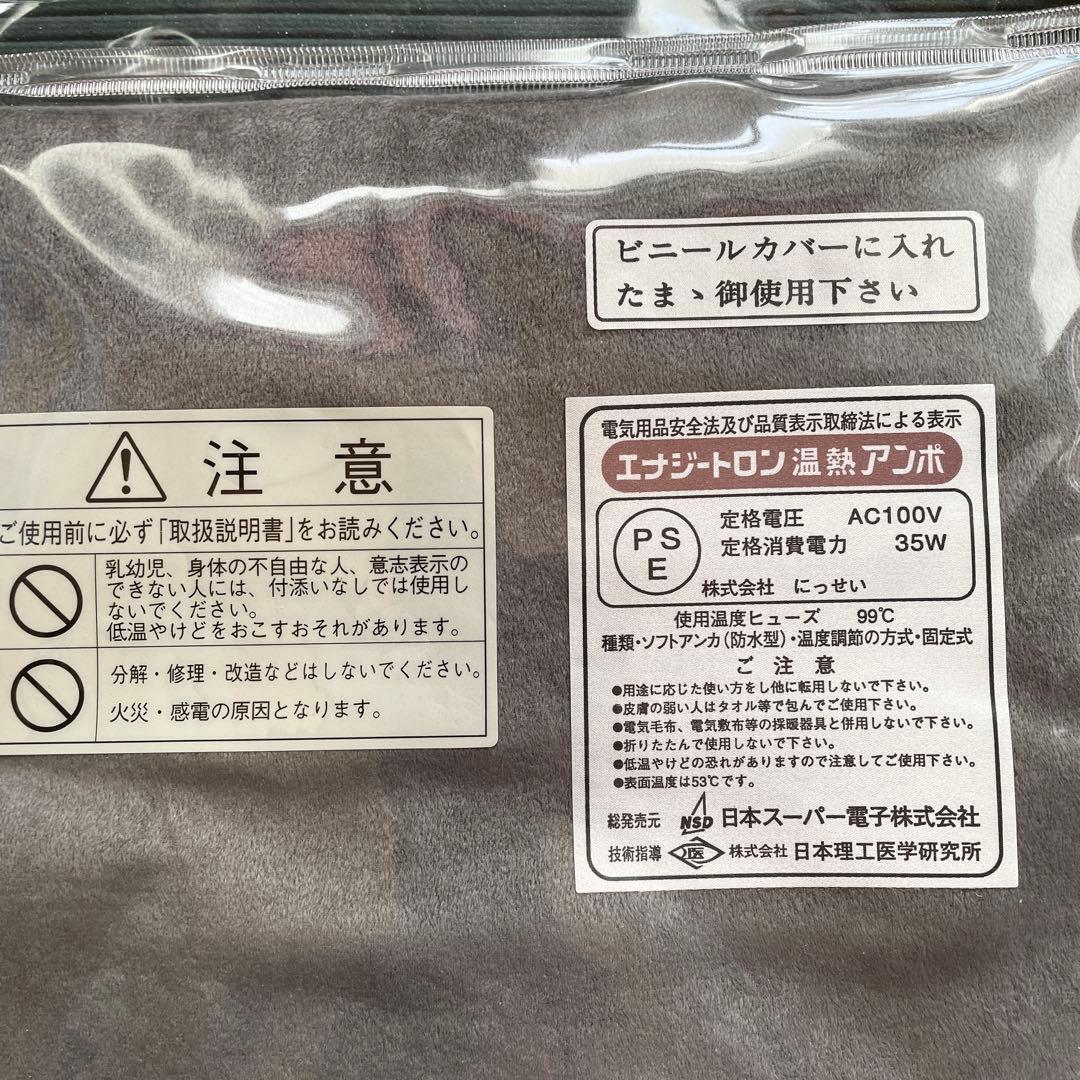 ビニールカバーに入れ
たまゝ御使用下さい
注 意
ご使用前に必ず「取扱説明書」をお読みください。
乳幼児、身体の不自由な人、意志表示の
できない人には、付添いなしでは使用し
ないでください。
低温やけどをおこすおそれがあります。
分解・修理・改造などはしないでください。
火災・感電の原因となります。
電気用品安全法及び品質表示取締法による表示
エナジートロン 温熱アンポ
PSE
定格電圧 AC100V
定格消費電力 35W
株式会社 にっせい
使用温度ヒューズ 99℃
種類・ソフトアンカ(防水型)・温度調節の方式・固定式
ご 注 意
●用途に応じた使い方をし他に転用しないで下さい。
●皮膚の弱い人はタオル等で包んでご使用下さい。
●電気毛布、電気敷布等の採暖器具と併用しないで下さい。
●折りたたんで使用しないで下さい。
●低温やけどの恐れがありますので注意してご使用下さい。
●表面温度は53℃です。
総発売元 NSD 日本スーパー電子株式会社
技術指導 医 株式会社 日本理工医学研究所